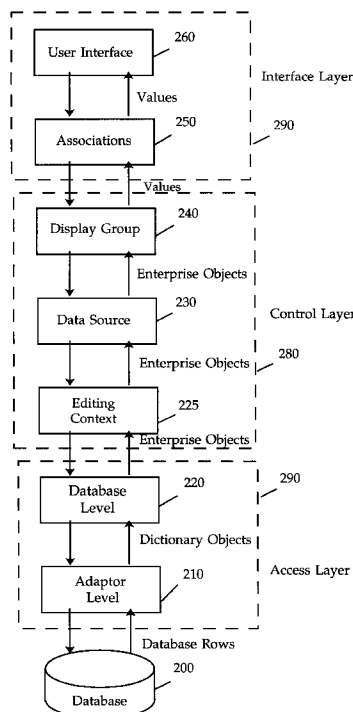 260
User Interface
Interface Layer
Values
250
290
Associations
Values
240
Display Group
Enterprise Objects
230
Data Source
Control Layer
280
Enterprise Objects
Editing
Context
225
Enterprise Objects
Database
Level
220
290
Dictionary Objects
Adaptor
Level
210
Access Layer
Database Rows
200
Database